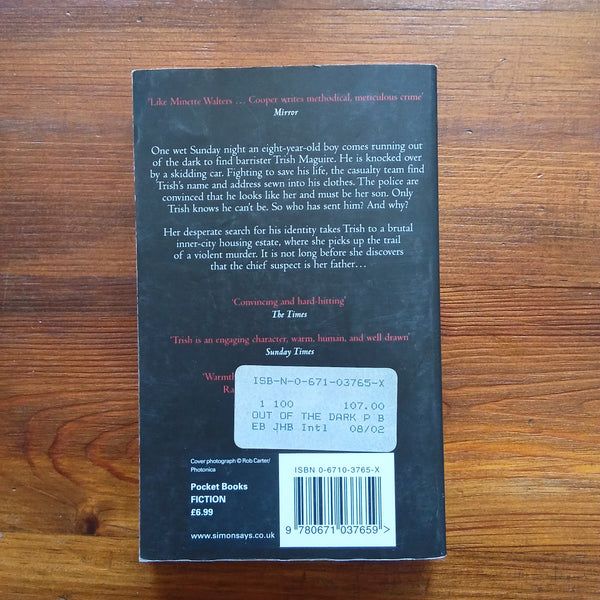 'Like Minette Walters … Cooper writes methodical, meticulous crime'
Mirror
One wet Sunday night an eight-year-old boy comes running out
of the dark to find barrister Trish Maguire. He is knocked over
by a skidding car. Fighting to save his life, the casualty team find
Trish's name and address sewn into his clothes. The police are
convinced that he looks like her and must be her son. Only
Trish knows he can't be. So who has sent him? And why?
Her desperate search for his identity takes Trish to a brutal
inner-city housing estate, where she picks up the trail
of a violent murder. It is not long before she discovers
that the chief suspect is her father…
'Convincing and hard-hitting'
The Times
'Trish is an engaging character, warm, human, and well drawn'
Sunday Times
'Warmth
ISB-N-0-671-03765-X
1 100 107.00
OUT OF THE DARK P B
EB JHB Intl 08/02
Cover photograph © Rob Carter/
Photonica
Pocket Books
FICTION
£6.99
www.simonsays.co.uk
ISBN 0-6710-3765-X
9 780671 037659 >